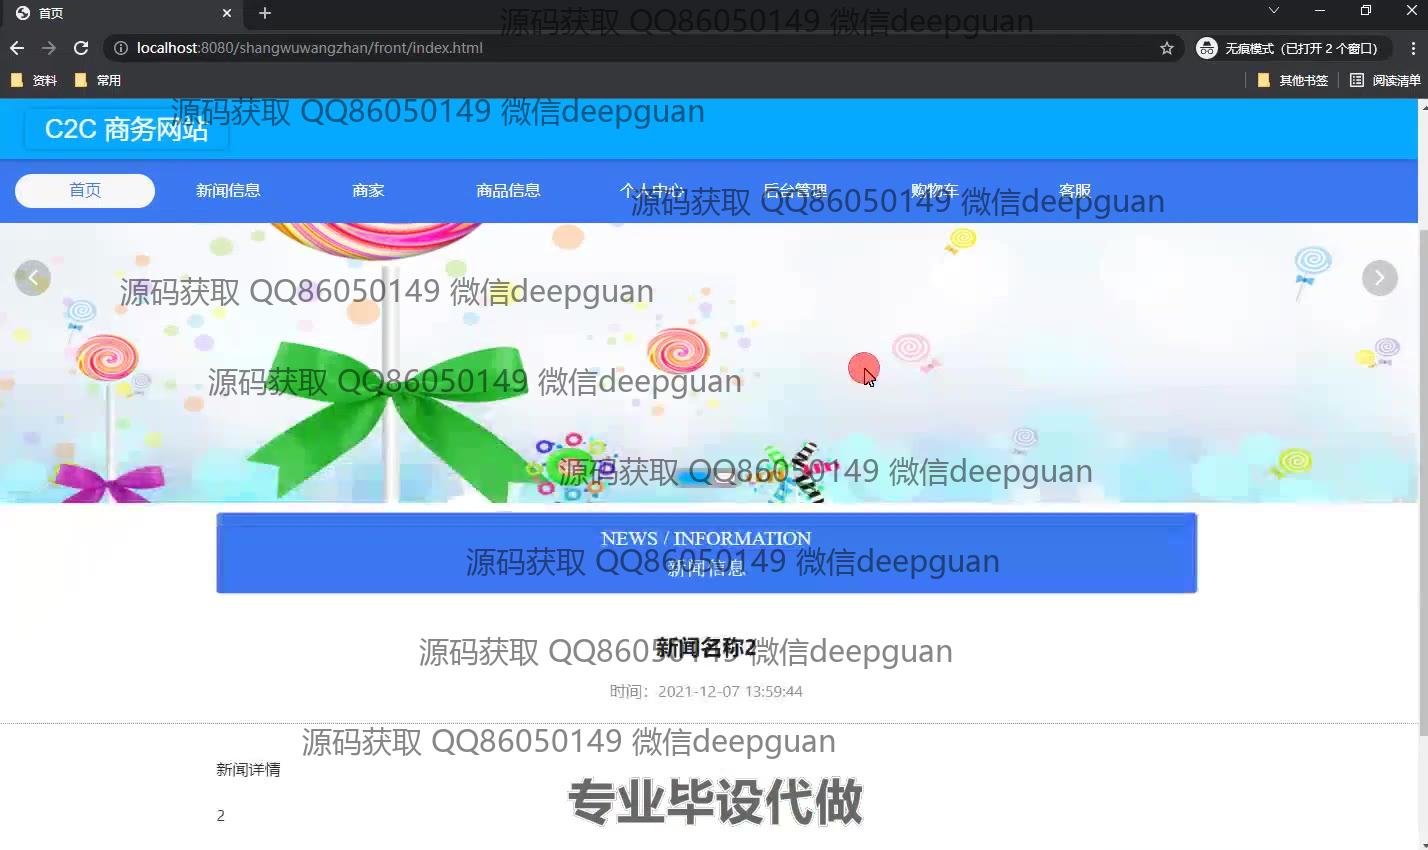 首页
源码获取 QQ86050149 微信deepguan
localhost:8080/shangwuwangzhan/front/index.html
无痕模式（已打开 2 个窗口）
资料
常用
其他书签
阅读清单
源码获取 QQ86050149 微信deepguan
C2C 商务网站
首页
新闻信息
商家
商品信息
个人中心
后台管理
购物车
客服
源码获取 QQ86050149 微信deepguan
源码获取 QQ86050149 微信deepguan
源码获取 QQ86050149 微信deepguan
源码获取 QQ86050149 微信deepguan
NEWS / INFORMATION
源码获取 QQ86050149 微信deepguan
新闻信息
新闻名称2
源码获取 QQ86050149 微信deepguan
时间：2021-12-07 13:59:44
源码获取 QQ86050149 微信deepguan
新闻详情
专业毕设代做
2